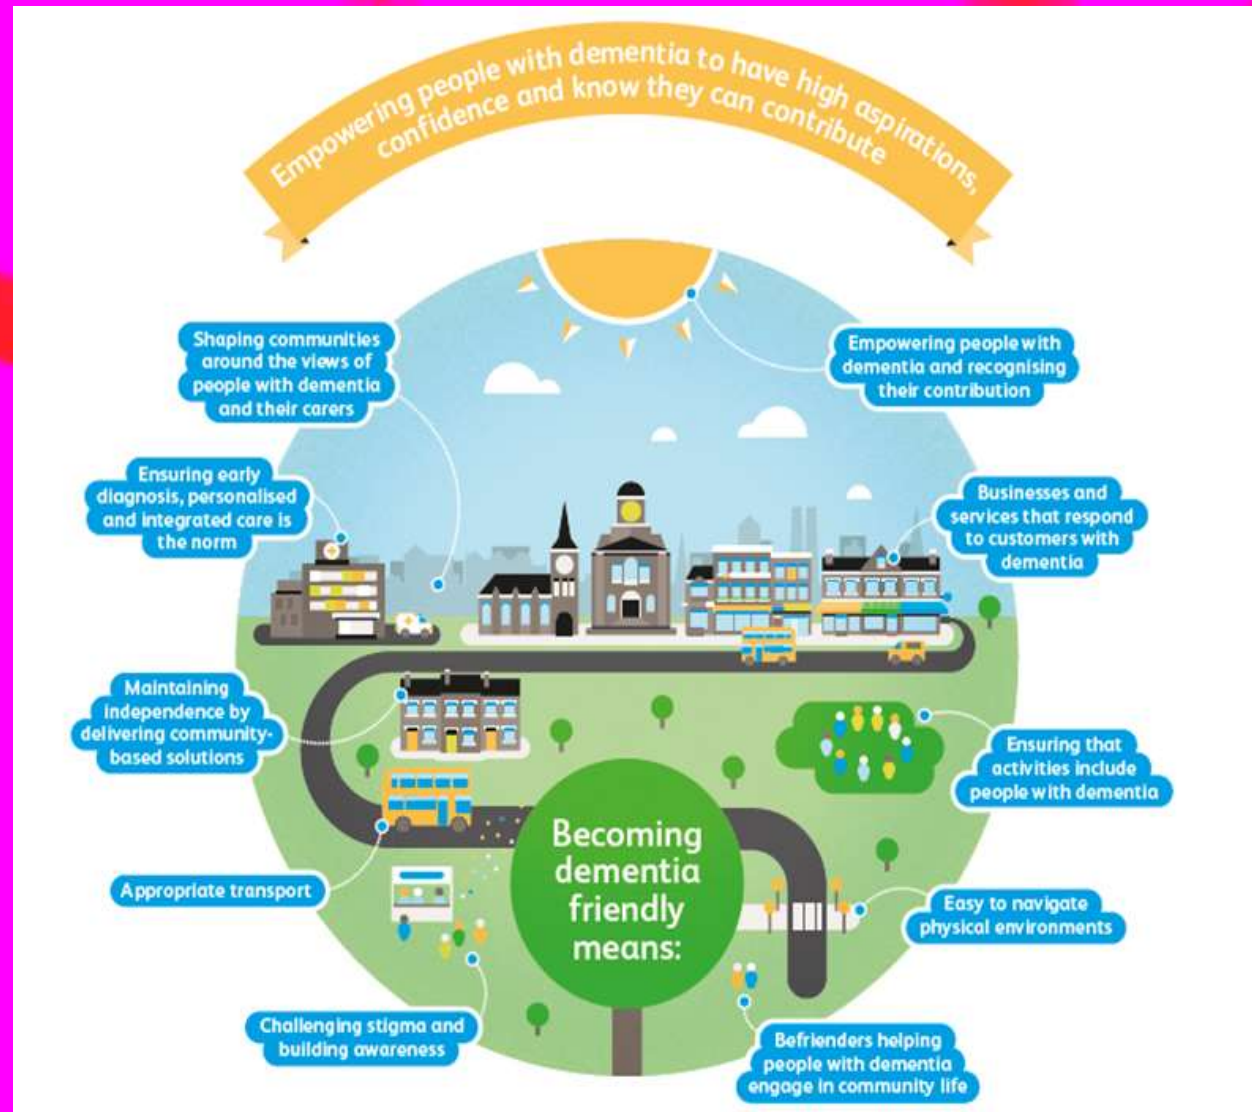 Empowering people with dementia to have high aspirations,
confidence and know they can contribute
Shaping communities
around the views of
people with dementia
and their carers
Empowering people with
dementia and recognising
their contribution
Ensuring early
diagnosis, personalised
and integrated care is
the norm
Businesses and
services that respond
to customers with
dementia
Maintaining
independence by
delivering community-
based solutions
Ensuring that
activities include
people with dementia
Becoming
dementia
friendly
means:
Appropriate transport
Easy to navigate
physical environments
Challenging stigma and
building awareness
Befrienders helping
people with dementia
engage in community life